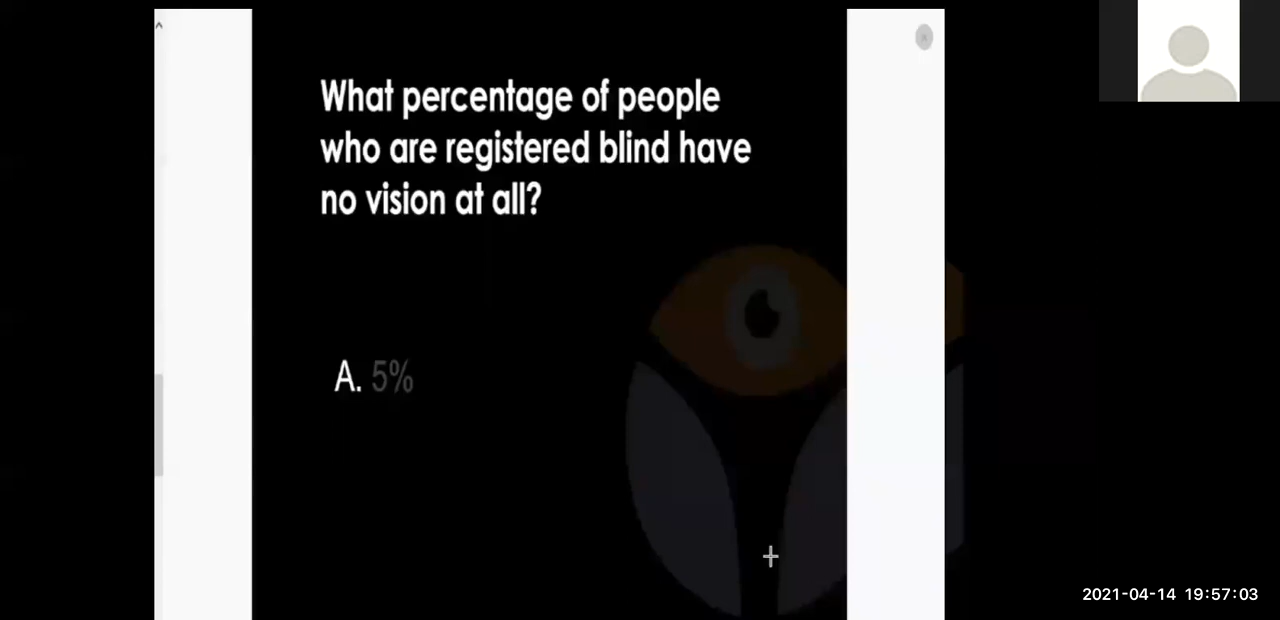 What percentage of people
who are registered blind have
no vision at all?
A. 5%
2021-04-14 19:57:03